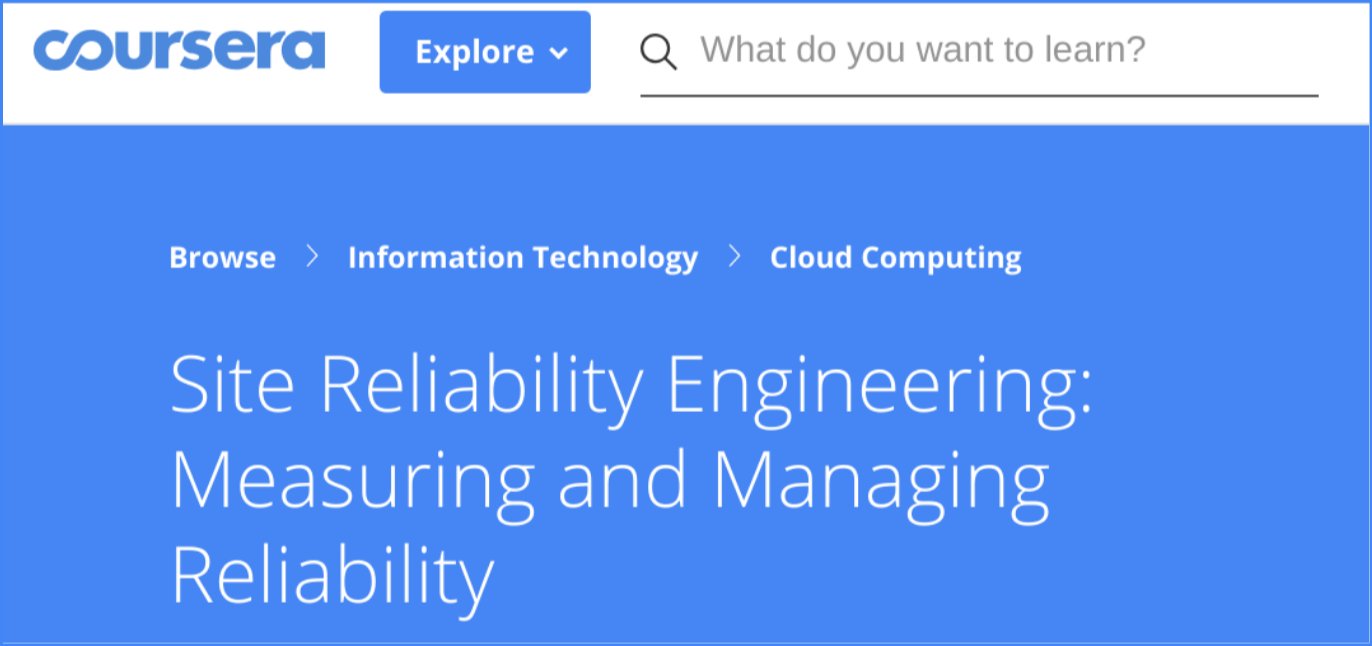 coursera
Explore
What do you want to learn?
Browse > Information Technology > Cloud Computing
Site Reliability Engineering:
Measuring and Managing
Reliability